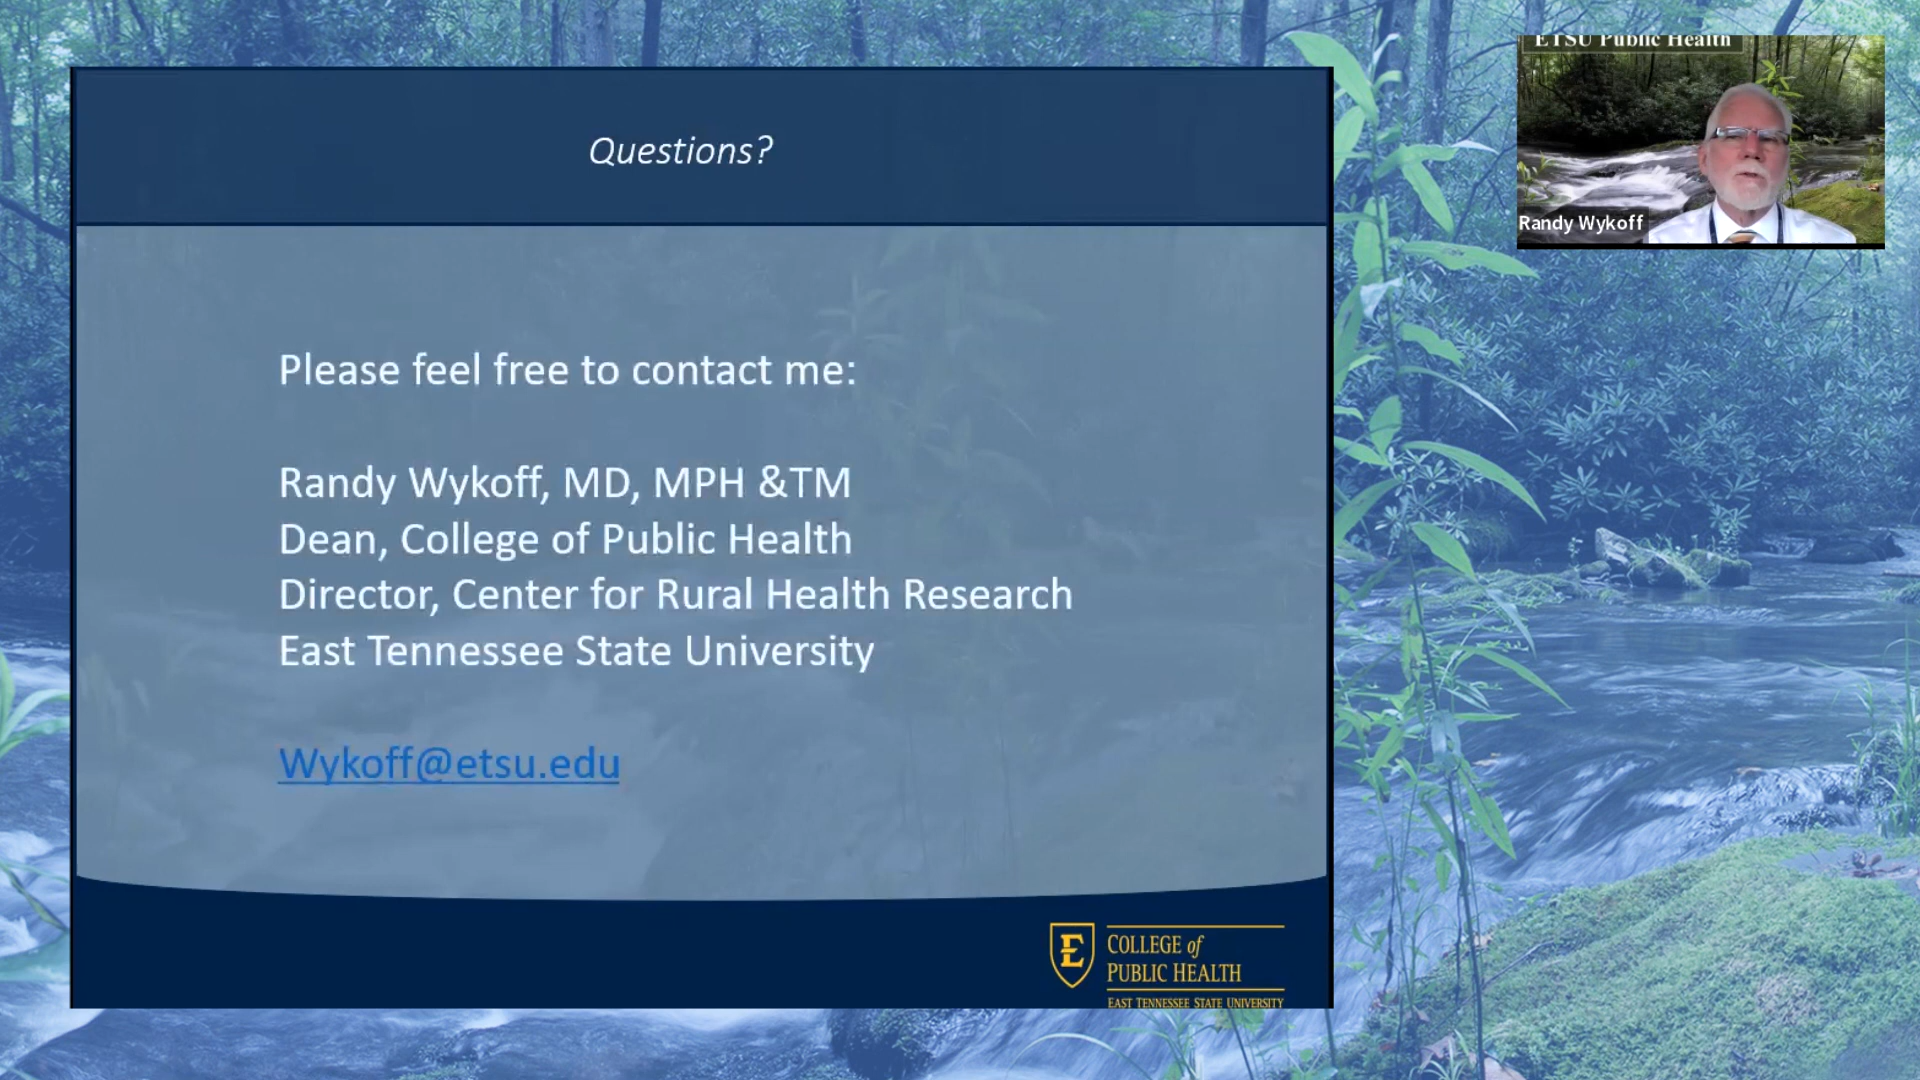 Questions?
Please feel free to contact me:
Randy Wykoff, MD, MPH &TM
Dean, College of Public Health
Director, Center for Rural Health Research
East Tennessee State University
Wykoff@etsu.edu
E
COLLEGE of
PUBLIC HEALTH
EAST TENNESSEE STATE UNIVERSITY
ETSU Public Health
Randy Wykoff